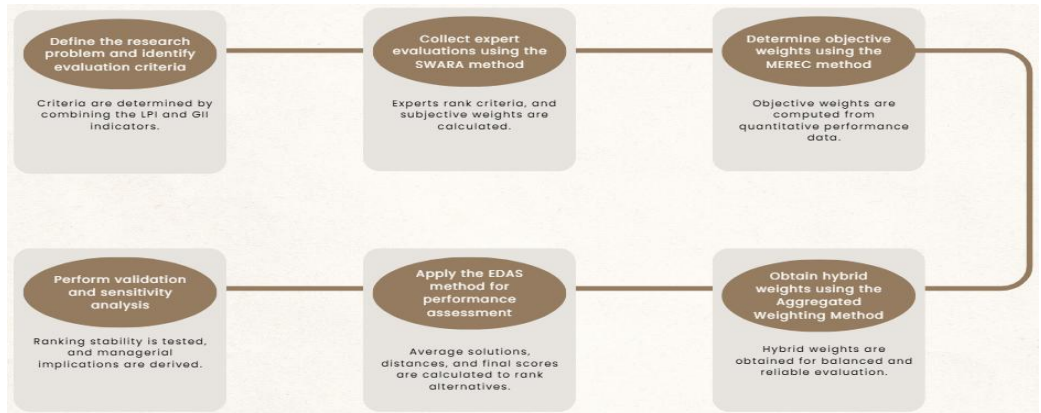 Define the research
problem and identify
evaluation criteria
Criteria are determined by
combining the LPI and GII
indicators.
Collect expert
evaluations using the
SWARA method
Experts rank criteria, and
subjective weights are
calculated.
Determine objective
weights using the
MEREC method
Objective weights are
computed from
quantitative performance
data.
Obtain hybrid
weights using the
Aggregated
Weighting Method
Hybrid weights are
obtained for balanced and
reliable evaluation.
Apply the EDAS
method for
performance
assessment
Average solutions,
distances, and final scores
are calculated to rank
alternatives.
Perform validation
and sensitivity
analysis
Ranking stability is tested,
and managerial
implications are derived.